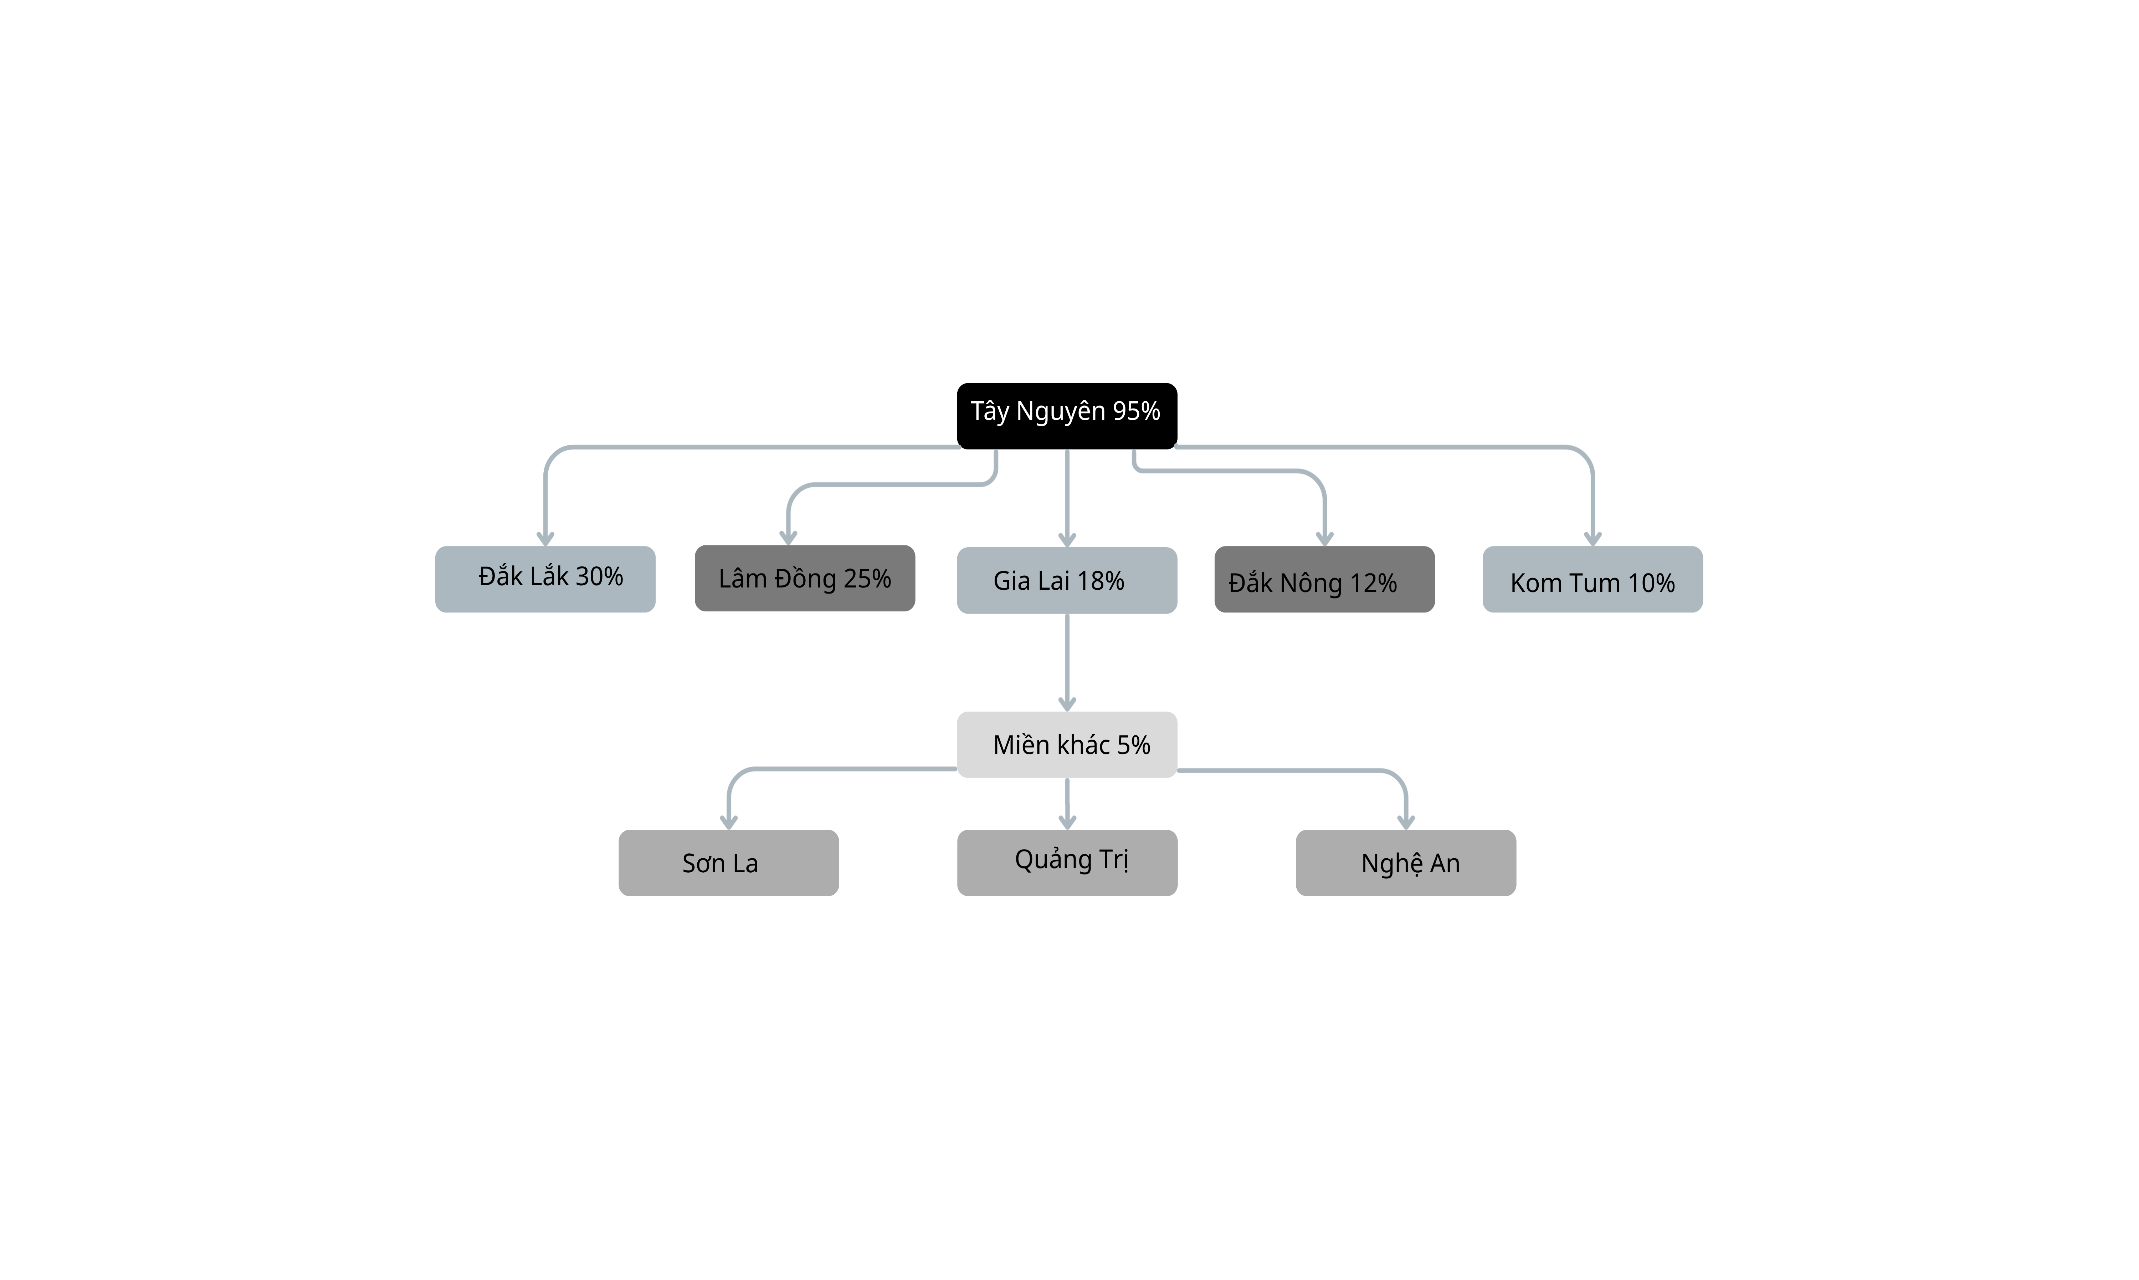 Tây Nguyên 95%
Đắk Lắk 30%
Lâm Đồng 25%
Gia Lai 18%
Đắk Nông 12%
Kom Tum 10%
Miền khác 5%
Sơn La
Quảng Trị
Nghệ An